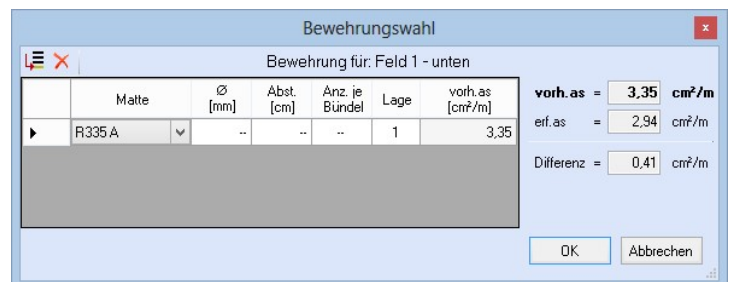 Bewehrungswahl
x
Bewehrung für: Feld 1 - unten
Matte Ø [mm] Abst. [cm] Anz. je Bündel Lage vorh.as [cm²/m]
R335 A -- -- -- 1 3,35
vorh.as = 3,35 cm²/m
erf.as = 2,94 cm²/m
Differenz = 0,41 cm²/m
OK Abbrechen